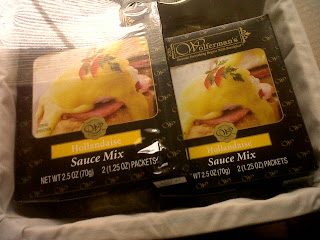 Hollandaise
Sauce Mix
NET WT 2.5 OZ (70g) 2 (1.25 OZ) PACKETS
Wolferman's
Hollandaise
Sauce Mix
NET WT 2.5 OZ (70g) 2 (1.25 OZ) PACKETS